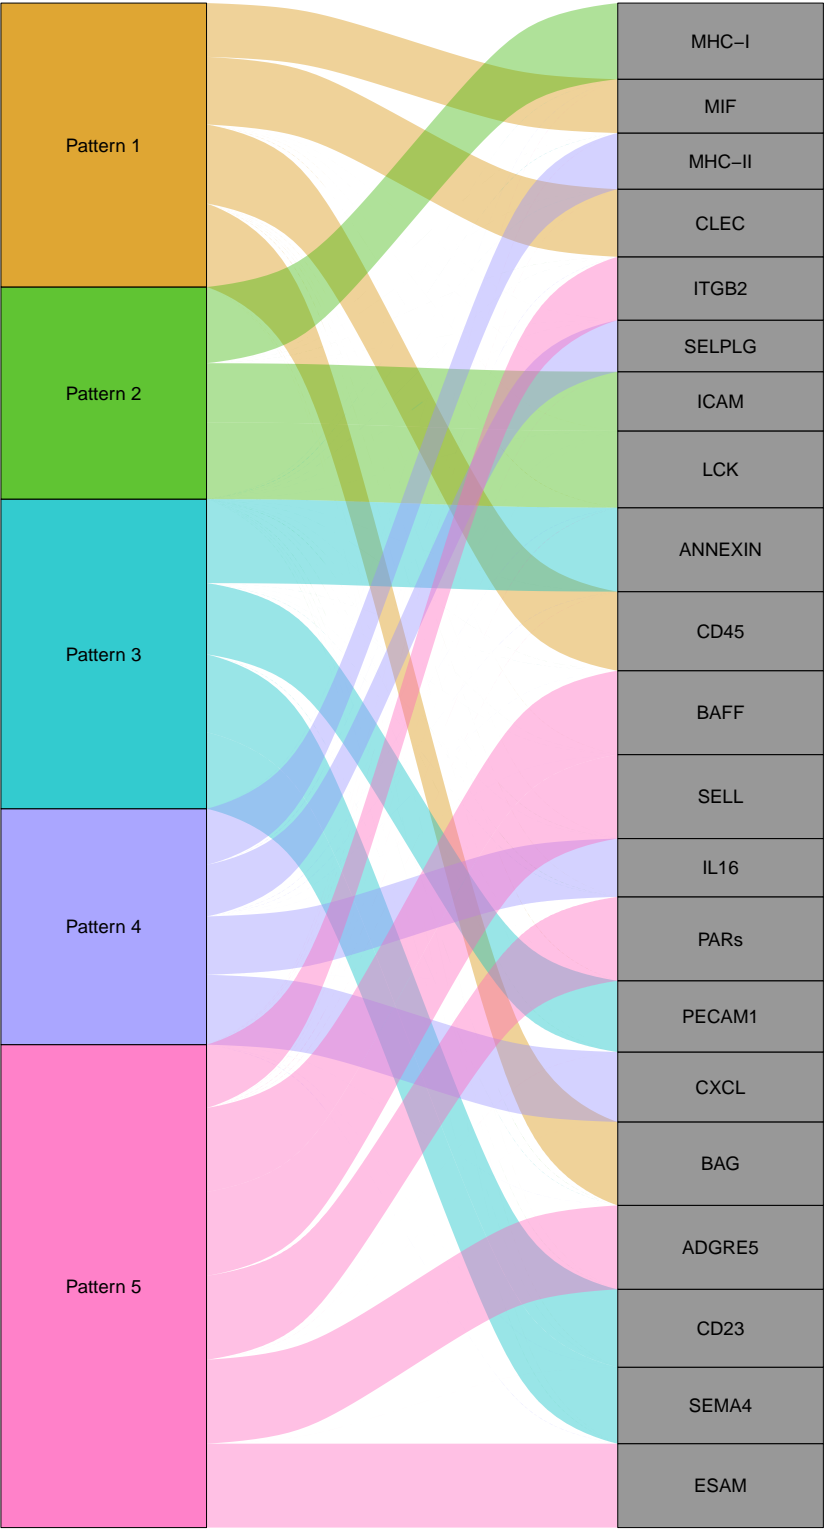 Pattern 1
Pattern 2
Pattern 3
Pattern 4
Pattern 5
MHC−I
MIF
MHC−II
CLEC
ITGB2
SELPLG
ICAM
LCK
ANNEXIN
CD45
BAFF
SELL
IL16
PARs
PECAM1
CXCL
BAG
ADGRE5
CD23
SEMA4
ESAM